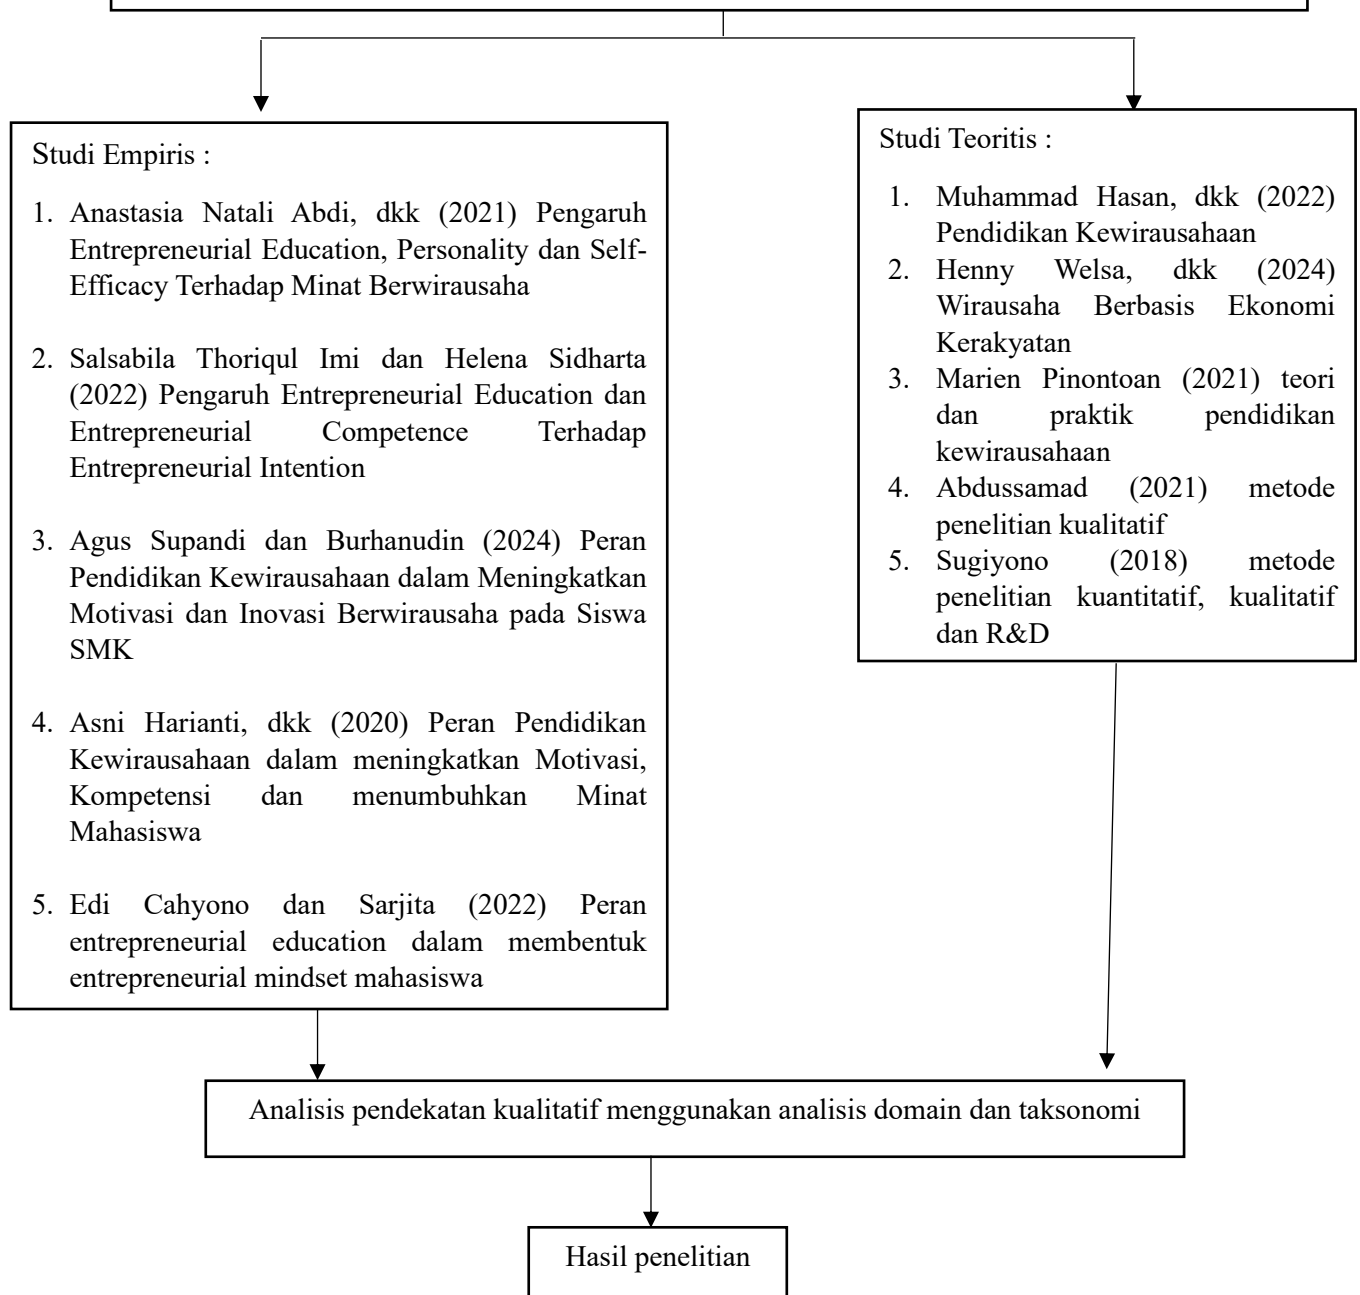 Studi Empiris :
1. Anastasia Natali Abdi, dkk (2021) Pengaruh
Entrepreneurial Education, Personality dan Self-
Efficacy Terhadap Minat Berwirausaha
2. Salsabila Thoriqul Imi dan Helena Sidharta
(2022) Pengaruh Entrepreneurial Education dan
Entrepreneurial Competence Terhadap
Entrepreneurial Intention
3. Agus Supandi dan Burhanudin (2024) Peran
Pendidikan Kewirausahaan dalam Meningkatkan
Motivasi dan Inovasi Berwirausaha pada Siswa
SMK
4. Asni Harianti, dkk (2020) Peran Pendidikan
Kewirausahaan dalam meningkatkan Motivasi,
Kompetensi dan menumbuhkan Minat
Mahasiswa
5. Edi Cahyono dan Sarjita (2022) Peran
entrepreneurial education dalam membentuk
entrepreneurial mindset mahasiswa
Studi Teoritis :
1. Muhammad Hasan, dkk (2022)
Pendidikan Kewirausahaan
2. Henny Welsa, dkk (2024)
Wirausaha Berbasis Ekonomi
Kerakyatan
3. Marien Pinontoan (2021) teori
dan praktik pendidikan
kewirausahaan
4. Abdussamad (2021) metode
penelitian kualitatif
5. Sugiyono (2018) metode
penelitian kuantitatif, kualitatif
dan R&D
Analisis pendekatan kualitatif menggunakan analisis domain dan taksonomi
Hasil penelitian